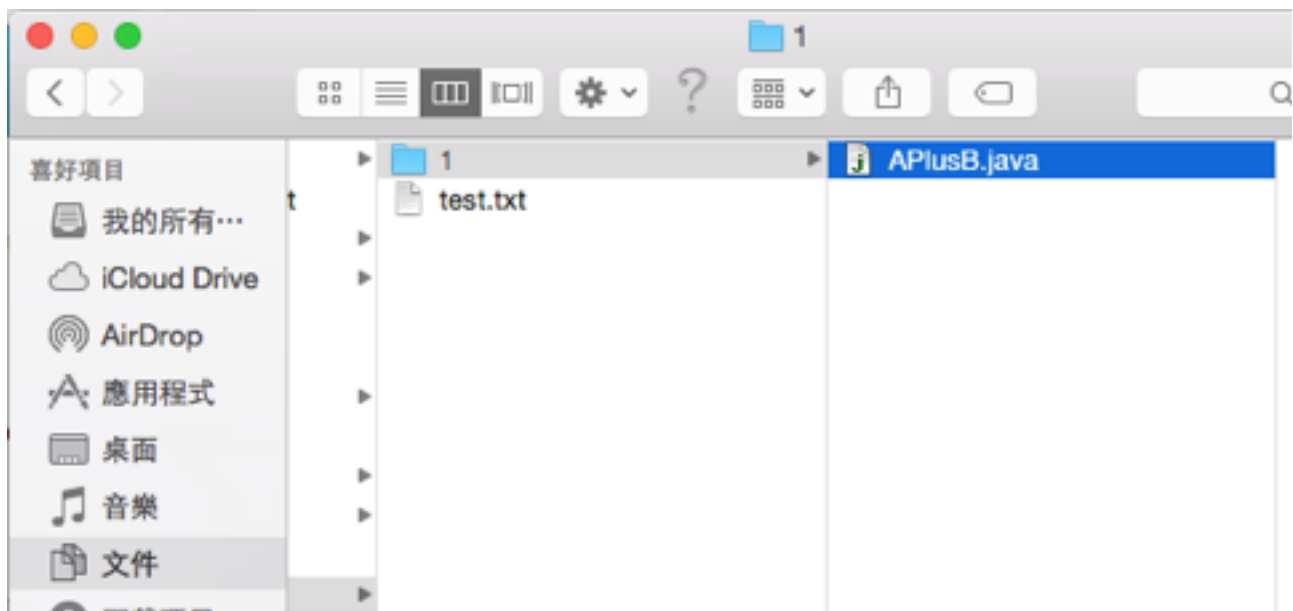 1
喜好項目
我的所有…
iCloud Drive
AirDrop
應用程式
桌面
音樂
文件
t
1
test.txt
APlusB.java